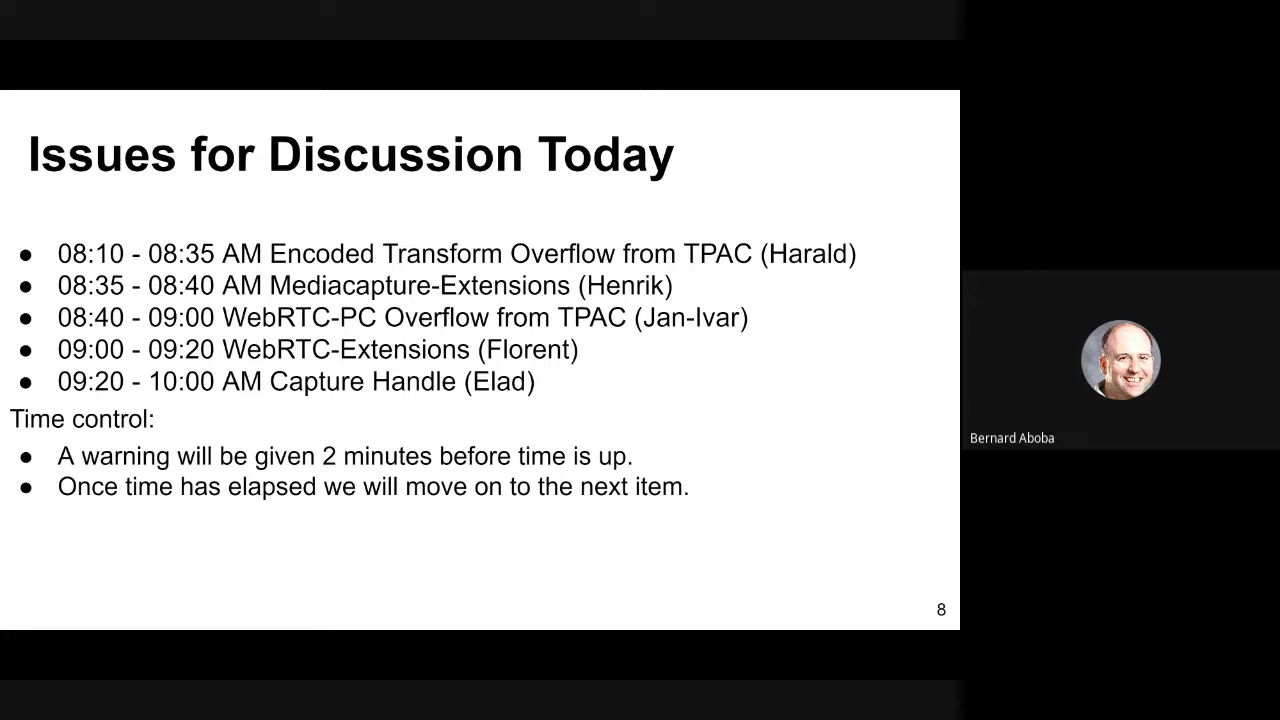 Issues for Discussion Today
● 08:10 - 08:35 AM Encoded Transform Overflow from TPAC (Harald)
● 08:35 - 08:40 AM Mediacapture-Extensions (Henrik)
● 08:40 - 09:00 WebRTC-PC Overflow from TPAC (Jan-Ivar)
● 09:00 - 09:20 WebRTC-Extensions (Florent)
● 09:20 - 10:00 AM Capture Handle (Elad)
Time control:
● A warning will be given 2 minutes before time is up.
● Once time has elapsed we will move on to the next item.
8
Bernard Aboba